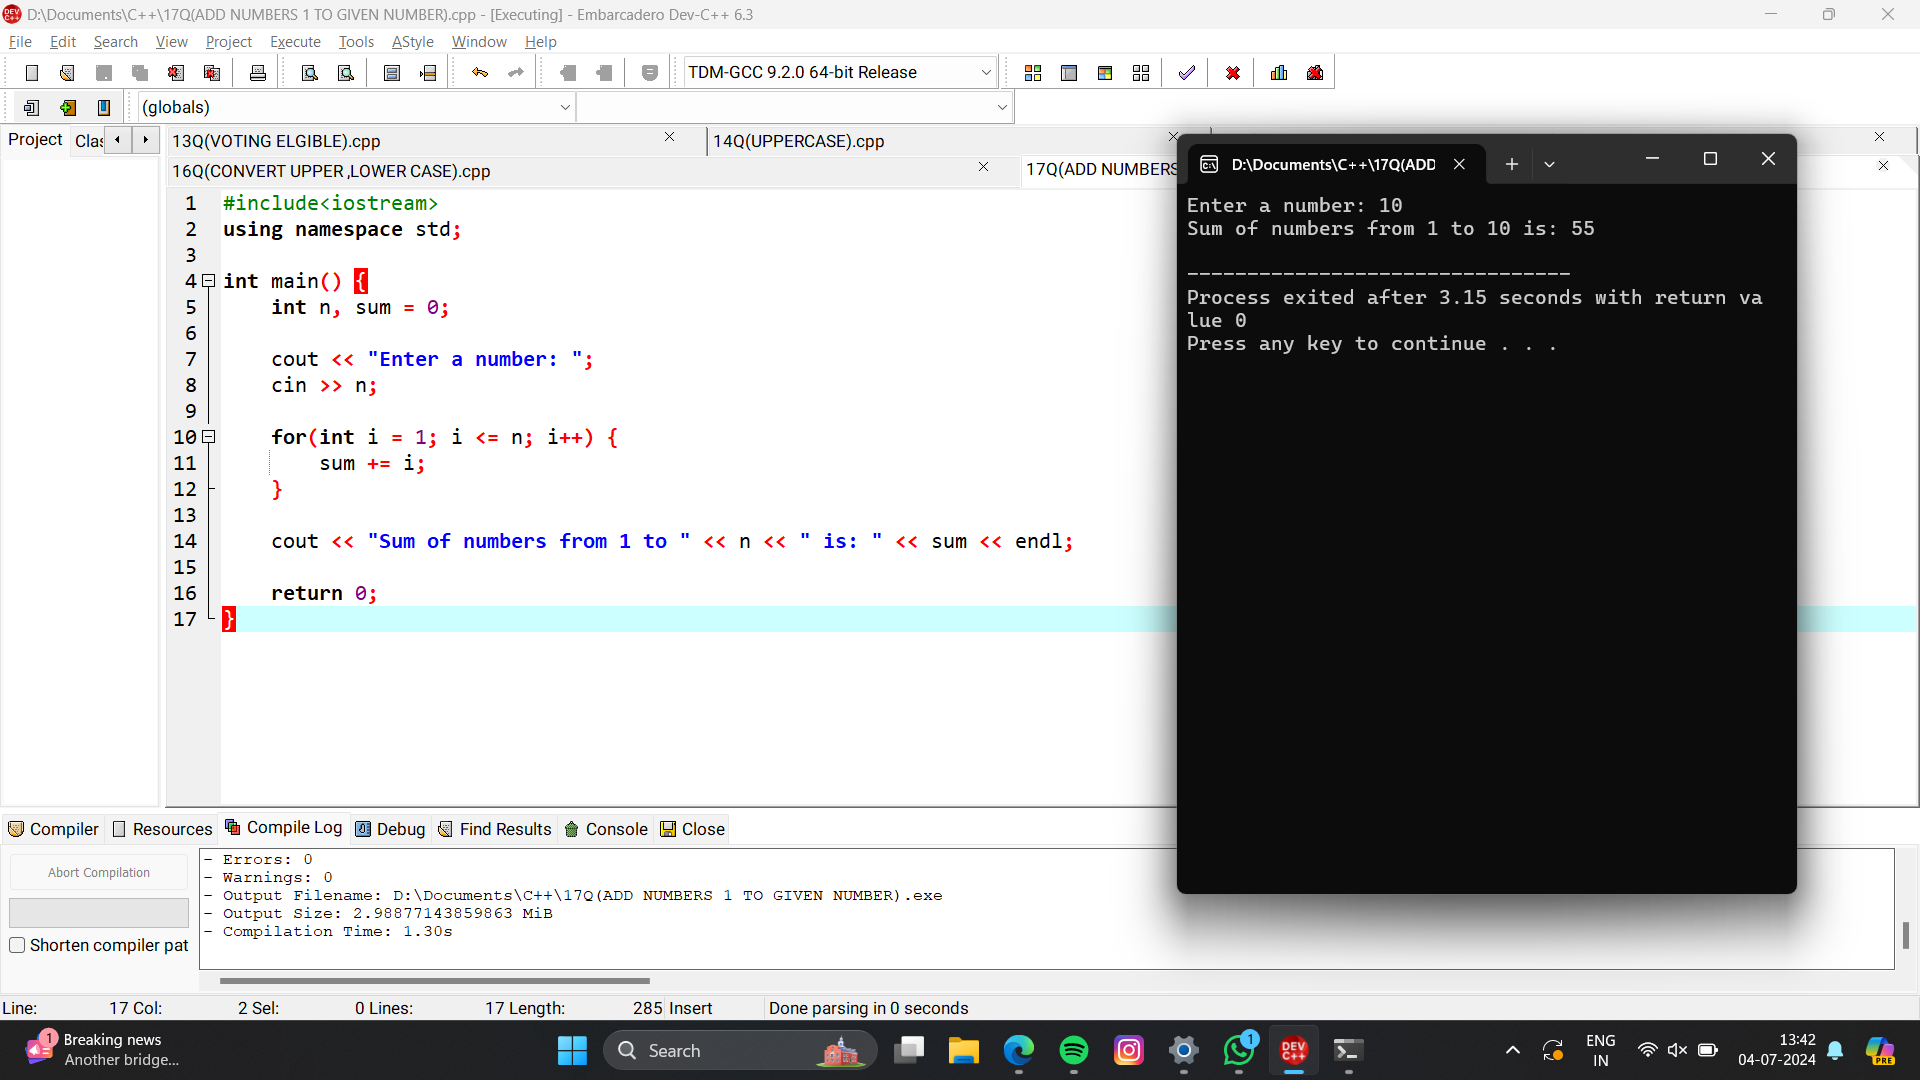 D:\Documents\C++\17Q(ADD NUMBERS 1 TO GIVEN NUMBER).cpp - [Executing] - Embarcadero Dev-C++ 6.3
File Edit Search View Project Execute Tools AStyle Window Help
TDM-GCC 9.2.0 64-bit Release
(globals)
Project Clas
13Q(VOTING ELGIBLE).cpp
14Q(UPPERCASE).cpp
16Q(CONVERT UPPER ,LOWER CASE).cpp
17Q(ADD NUMBERS
1 #include<iostream>
2 using namespace std;
3
4 int main() {
5 int n, sum = 0;
6
7 cout << "Enter a number: ";
8 cin >> n;
9
10 for(int i = 1; i <= n; i++) {
11 sum += i;
12 }
13
14 cout << "Sum of numbers from 1 to " << n << " is: " << sum << endl;
15
16 return 0;
17 }
D:\Documents\C++\17Q(ADD
Enter a number: 10
Sum of numbers from 1 to 10 is: 55
--------------------------------
Process exited after 3.15 seconds with return va
lue 0
Press any key to continue . . .
Compiler Resources Compile Log Debug Find Results Console Close
Abort Compilation
Shorten compiler pat
- Errors: 0
- Warnings: 0
- Output Filename: D:\Documents\C++\17Q(ADD NUMBERS 1 TO GIVEN NUMBER).exe
- Output Size: 2.98877143859863 MiB
- Compilation Time: 1.30s
Line: 17 Col: 2 Sel: 0 Lines: 17 Length: 285 Insert Done parsing in 0 seconds
1
Breaking news
Another bridge...
Search
1
DEV
C++
ENG
IN
13:42
04-07-2024
PRE